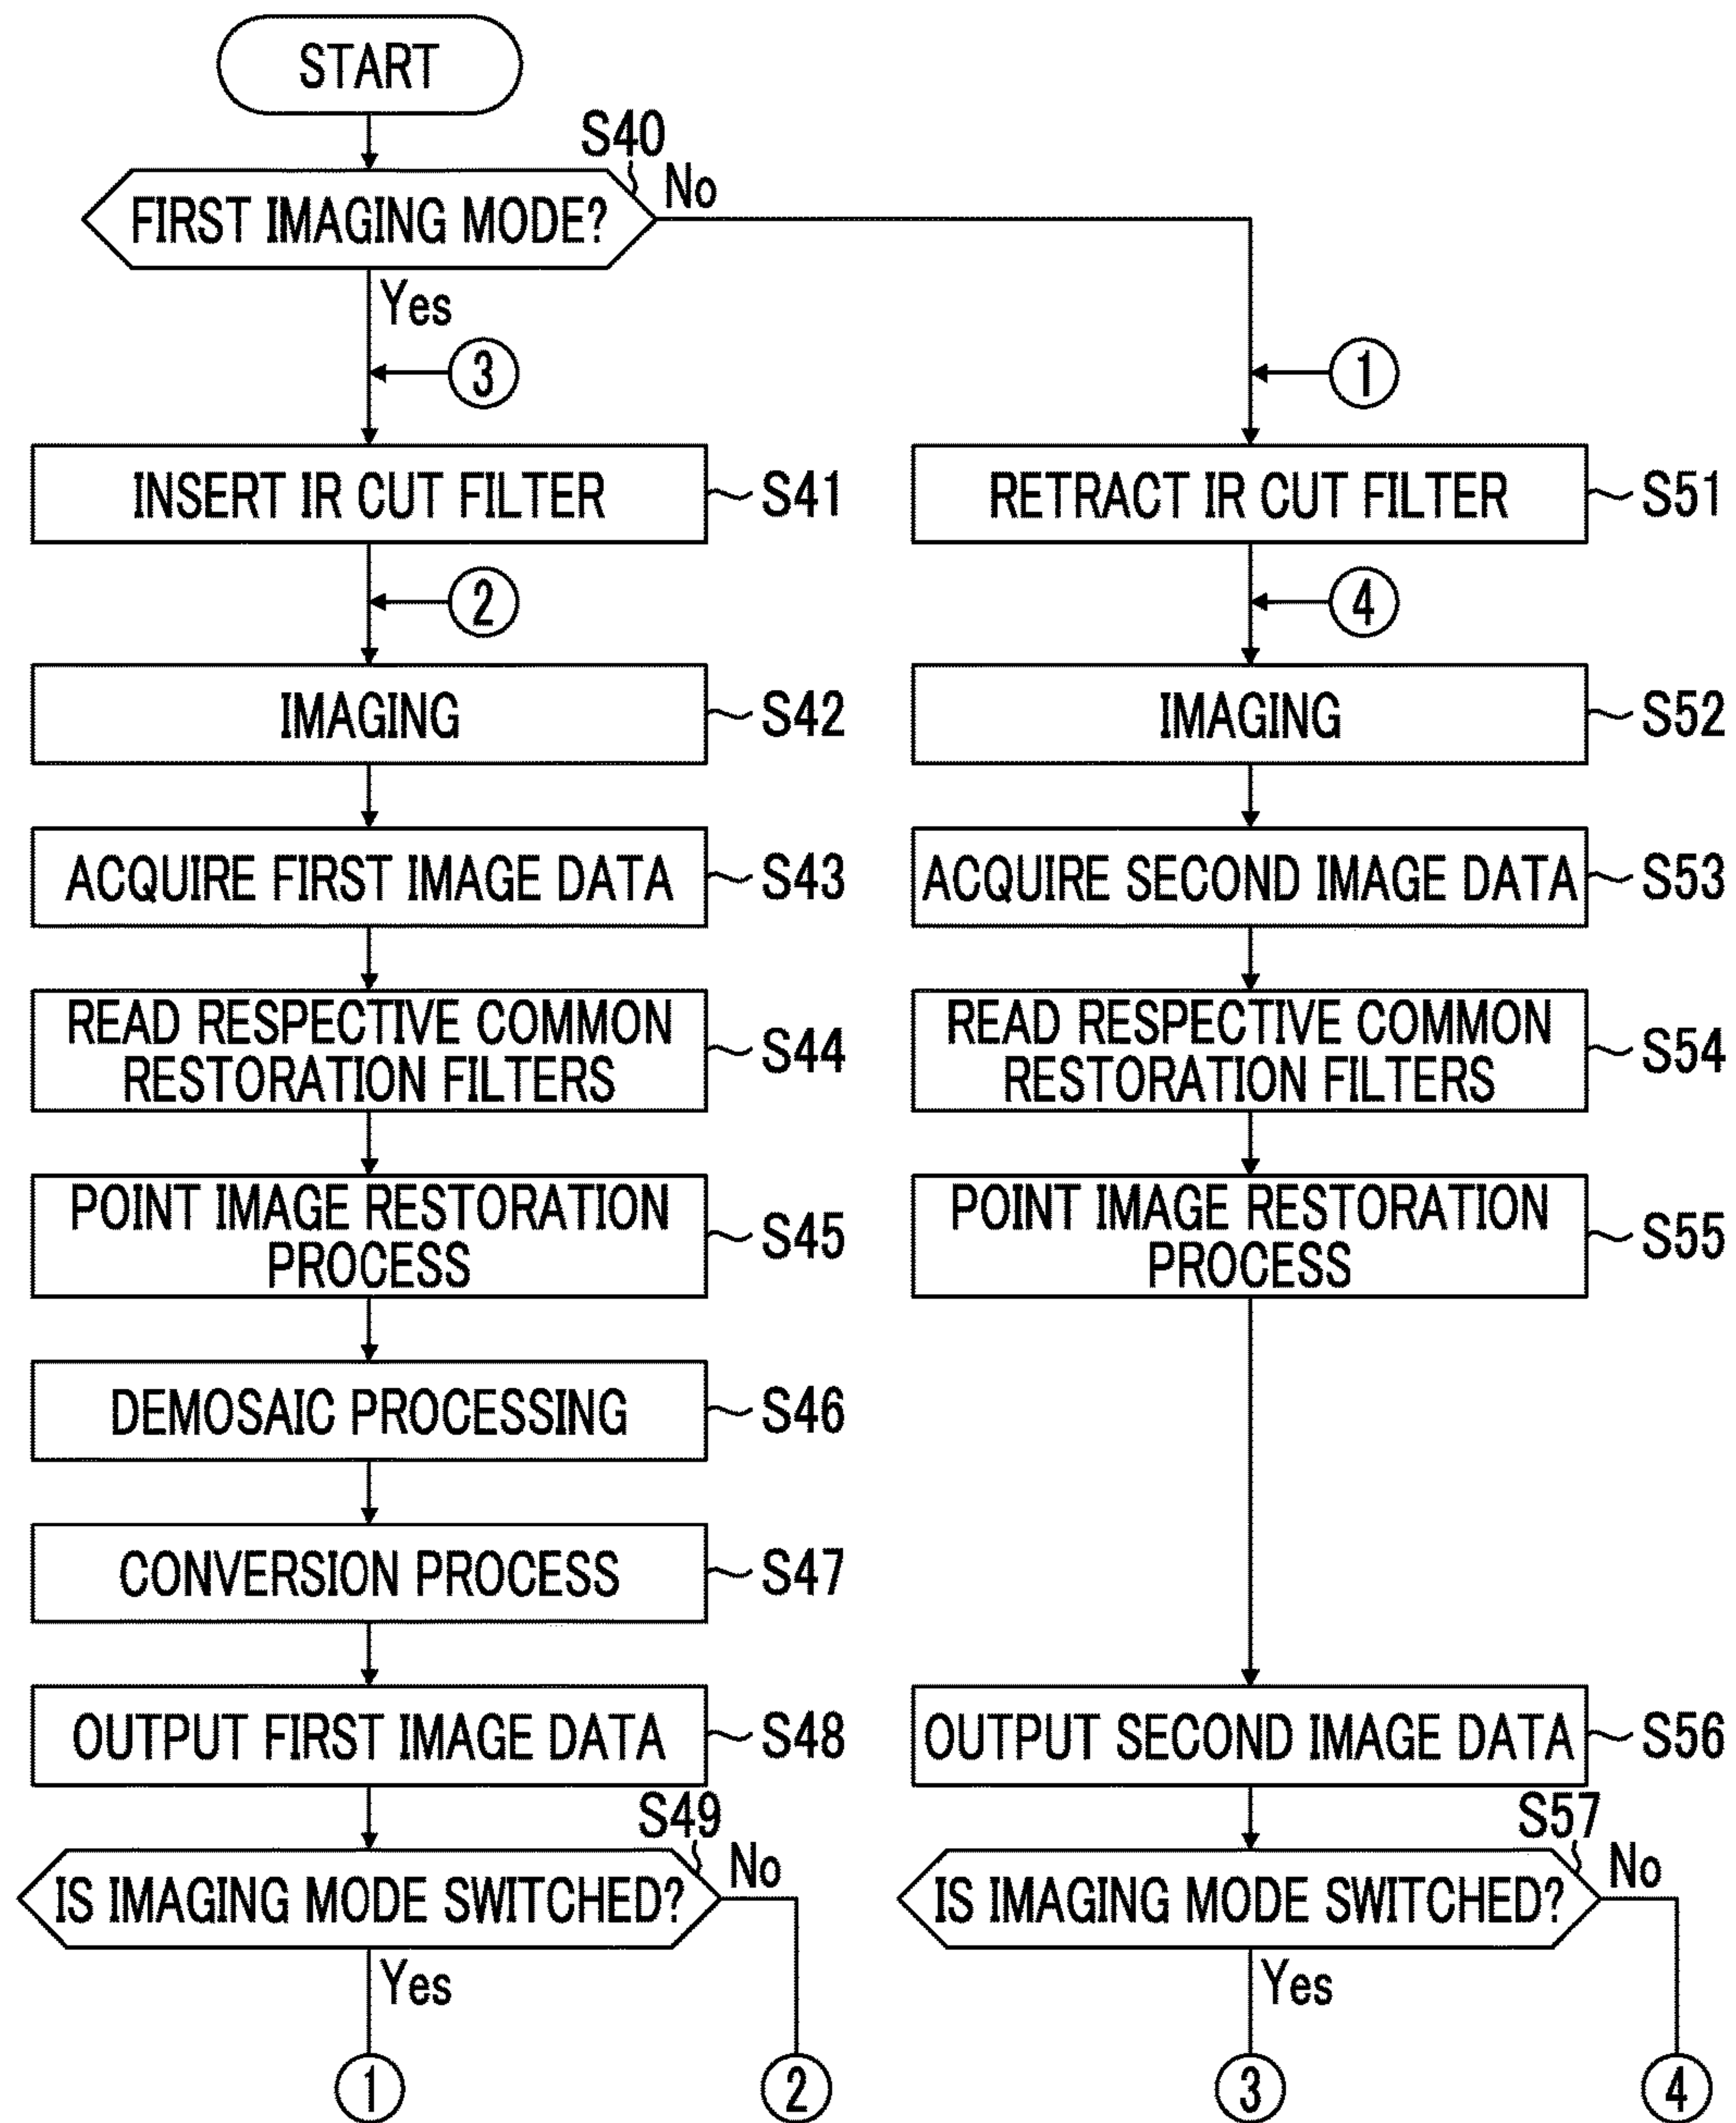 START
S40
FIRST IMAGING MODE?
No
Yes
③
①
INSERT IR CUT FILTER
S41
RETRACT IR CUT FILTER
S51
②
④
IMAGING
S42
IMAGING
S52
ACQUIRE FIRST IMAGE DATA
S43
ACQUIRE SECOND IMAGE DATA
S53
READ RESPECTIVE COMMON
RESTORATION FILTERS
S44
READ RESPECTIVE COMMON
RESTORATION FILTERS
S54
POINT IMAGE RESTORATION
PROCESS
S45
POINT IMAGE RESTORATION
PROCESS
S55
DEMOSAIC PROCESSING
S46
CONVERSION PROCESS
S47
OUTPUT FIRST IMAGE DATA
S48
OUTPUT SECOND IMAGE DATA
S56
S49
IS IMAGING MODE SWITCHED?
No
Yes
S57
IS IMAGING MODE SWITCHED?
No
Yes
①
②
③
④